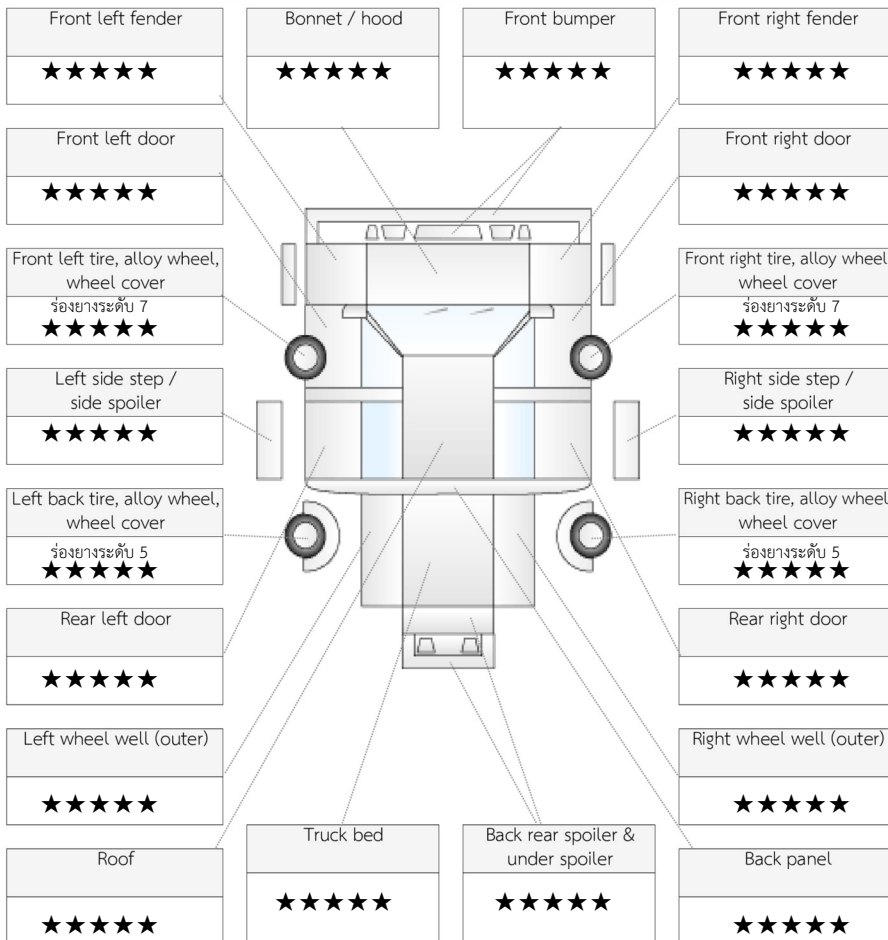 Front left fender
★★★★★
Bonnet / hood
★★★★★
Front bumper
★★★★★
Front right fender
★★★★★
Front left door
★★★★★
Front right door
★★★★★
Front left tire, alloy wheel,
wheel cover
ร่องยางระดับ 7
★★★★★
Front right tire, alloy wheel
wheel cover
ร่องยางระดับ 7
★★★★★
Left side step /
side spoiler
★★★★★
Right side step /
side spoiler
★★★★★
Left back tire, alloy wheel,
wheel cover
ร่องยางระดับ 5
★★★★★
Right back tire, alloy wheel
wheel cover
ร่องยางระดับ 5
★★★★★
Rear left door
★★★★★
Rear right door
★★★★★
Left wheel well (outer)
★★★★★
Right wheel well (outer)
★★★★★
Roof
★★★★★
Truck bed
★★★★★
Back rear spoiler &
under spoiler
★★★★★
Back panel
★★★★★